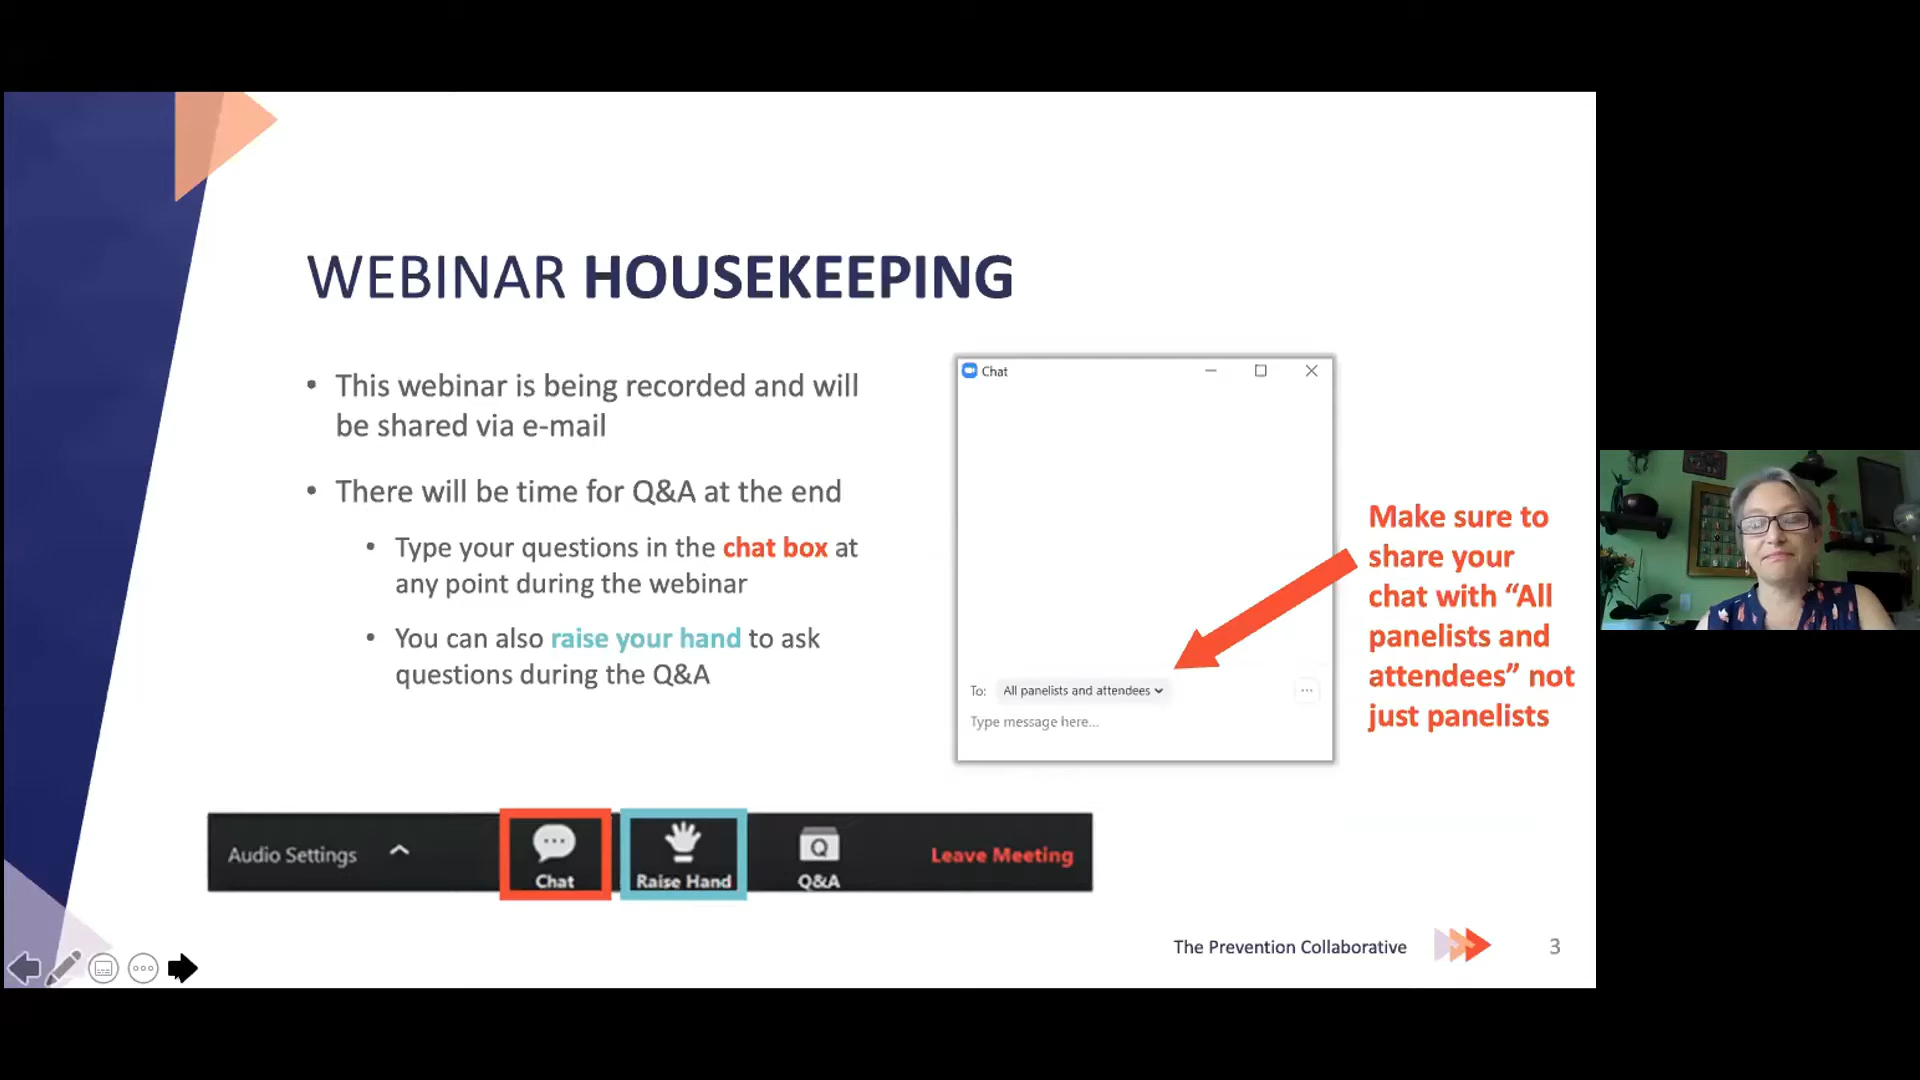 WEBINAR HOUSEKEEPING
• This webinar is being recorded and will
be shared via e-mail
• There will be time for Q&A at the end
• Type your questions in the chat box at
any point during the webinar
• You can also raise your hand to ask
questions during the Q&A
Chat
To: All panelists and attendees
Type message here...
Make sure to
share your
chat with “All
panelists and
attendees” not
just panelists
Audio Settings
Chat
Raise Hand
Q&A
Leave Meeting
The Prevention Collaborative
3